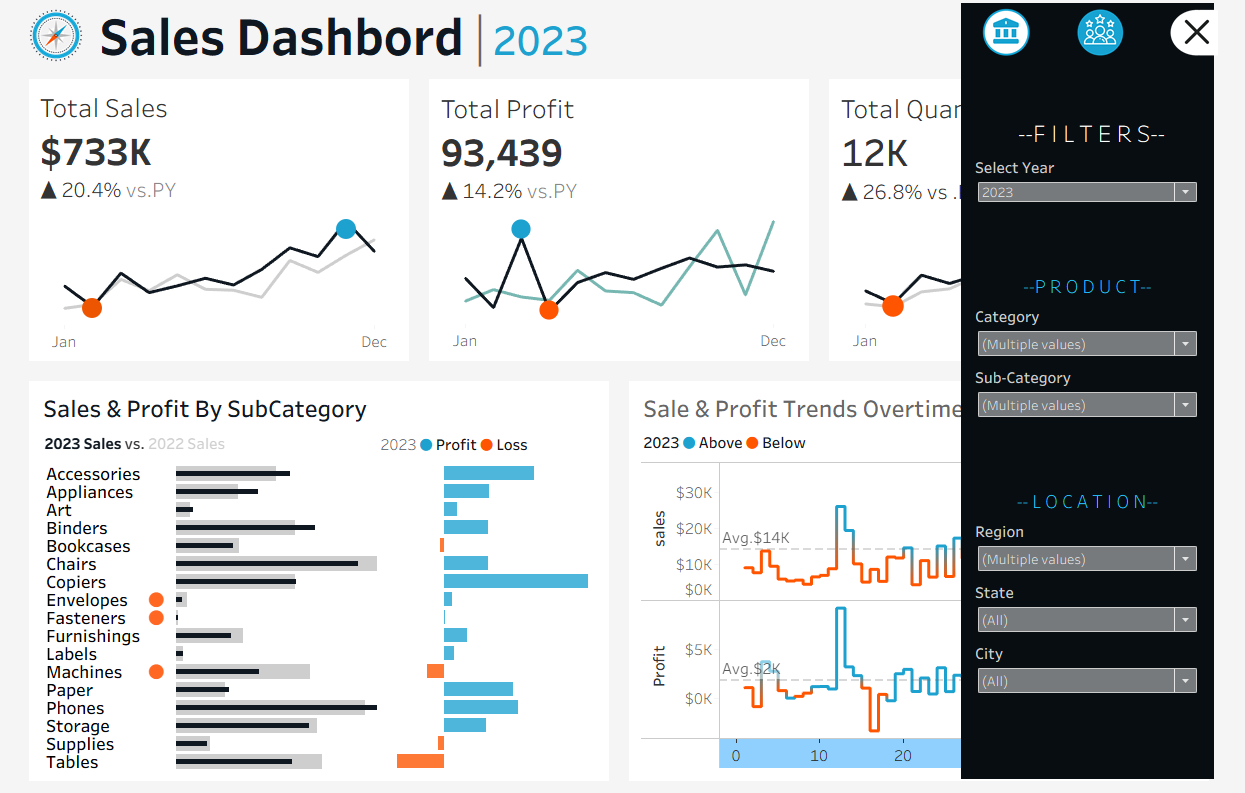 Sales Dashbord | 2023
Total Sales
$733K
▲ 20.4% vs.PY
Jan Dec
Total Profit
93,439
▲ 14.2% vs.PY
Jan Dec
Total Quan
12K
▲ 26.8% vs .
Jan
--FILTERS--
Select Year
2023
--PRODUCT--
Category
(Multiple values)
Sub-Category
(Multiple values)
--LOCATION--
Region
(Multiple values)
State
(All)
City
(All)
Sales & Profit By SubCategory
2023 Sales vs. 2022 Sales
2023 Profit Loss
Accessories
Appliances
Art
Binders
Bookcases
Chairs
Copiers
Envelopes
Fasteners
Furnishings
Labels
Machines
Paper
Phones
Storage
Supplies
Tables
Sale & Profit Trends Overtime
2023 Above Below
sales
$30K
$20K
$10K
$0K
Avg.$14K
Profit
$5K
$0K
Avg.$2K
0 10 20